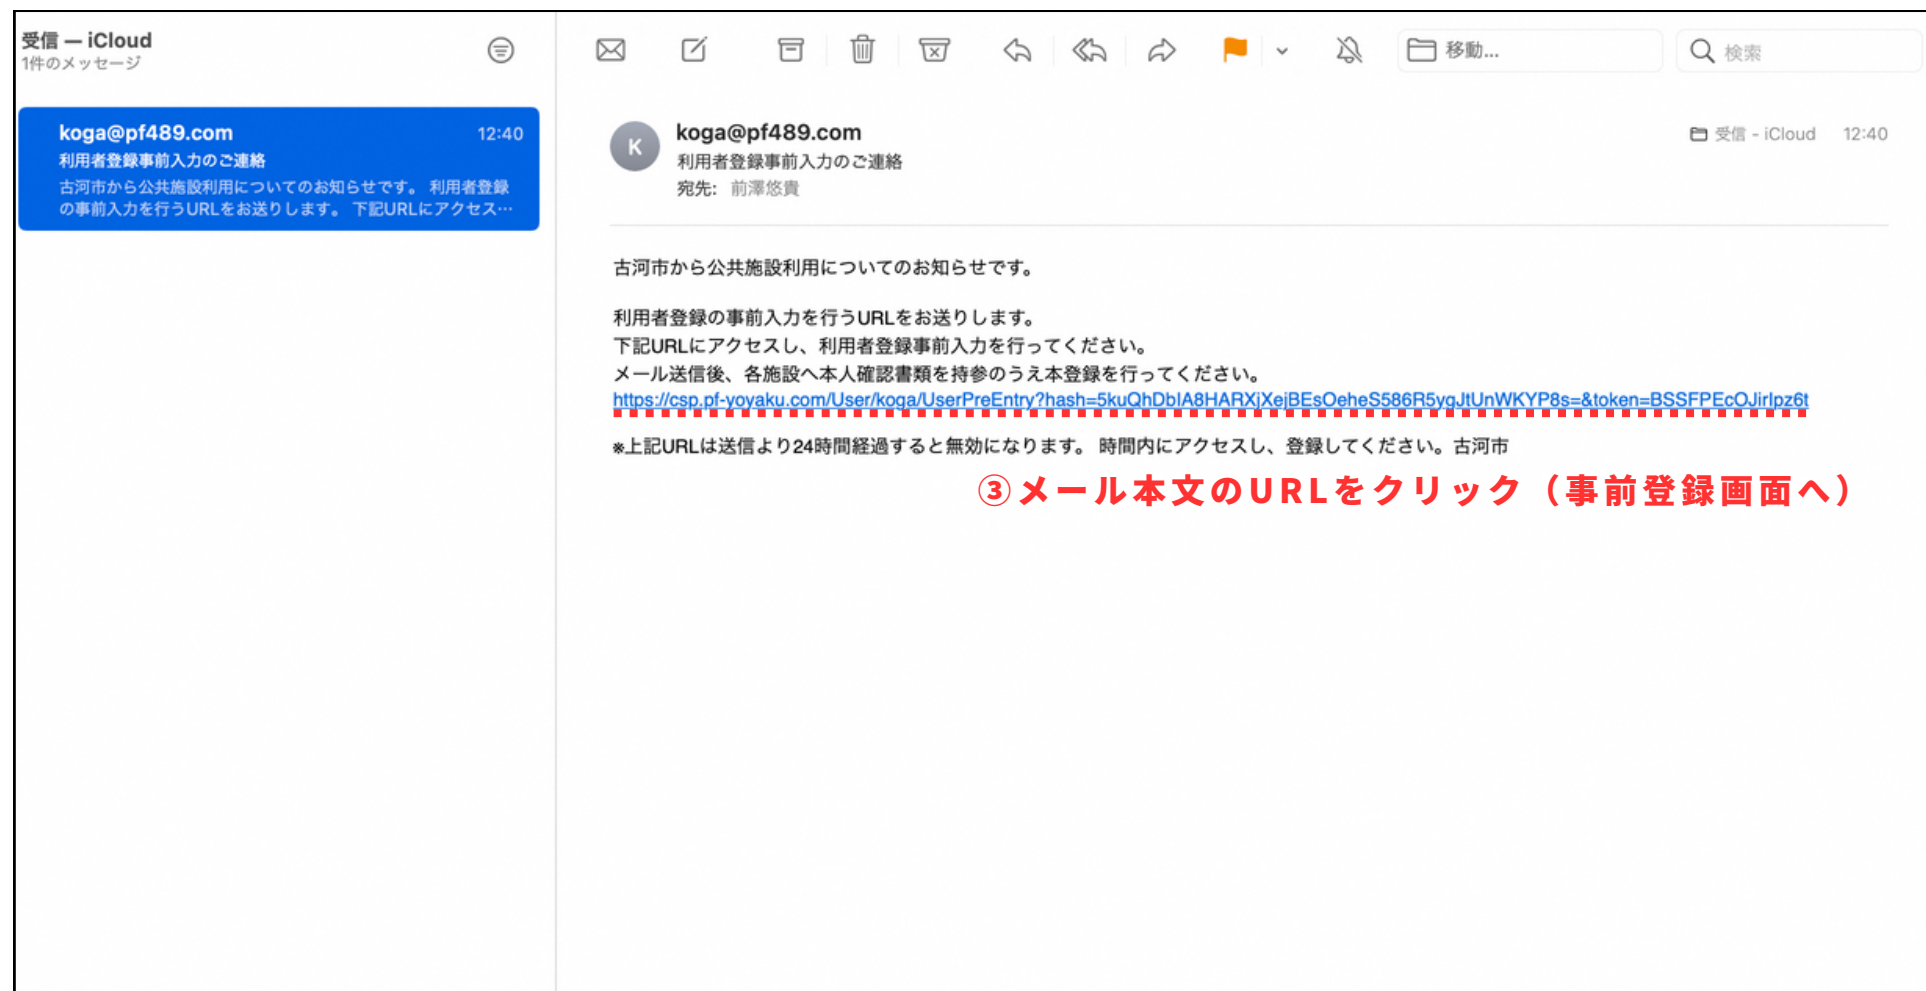 受信 — iCloud
1件のメッセージ
移動...
検索
koga@pf489.com 12:40
利用者登録事前入力のご連絡
古河市から公共施設利用についてのお知らせです。 利用者登録
の事前入力を行うURLをお送りします。 下記URLにアクセス…
K
koga@pf489.com
受信 - iCloud 12:40
利用者登録事前入力のご連絡
宛先: 前澤悠貴
古河市から公共施設利用についてのお知らせです。
利用者登録の事前入力を行うURLをお送りします。
下記URLにアクセスし、利用者登録事前入力を行ってください。
メール送信後、各施設へ本人確認書類を持参のうえ本登録を行ってください。
https://csp.pf-yoyaku.com/User/koga/UserPreEntry?hash=5kuQhDbIA8HARXjXejBEsOeheS586R5ygJtUnWKYP8s=&token=BSSFPEcOJirIpz6t
※上記URLは送信より24時間経過すると無効になります。 時間内にアクセスし、登録してください。古河市
③メール本文のURLをクリック（事前登録画面へ）